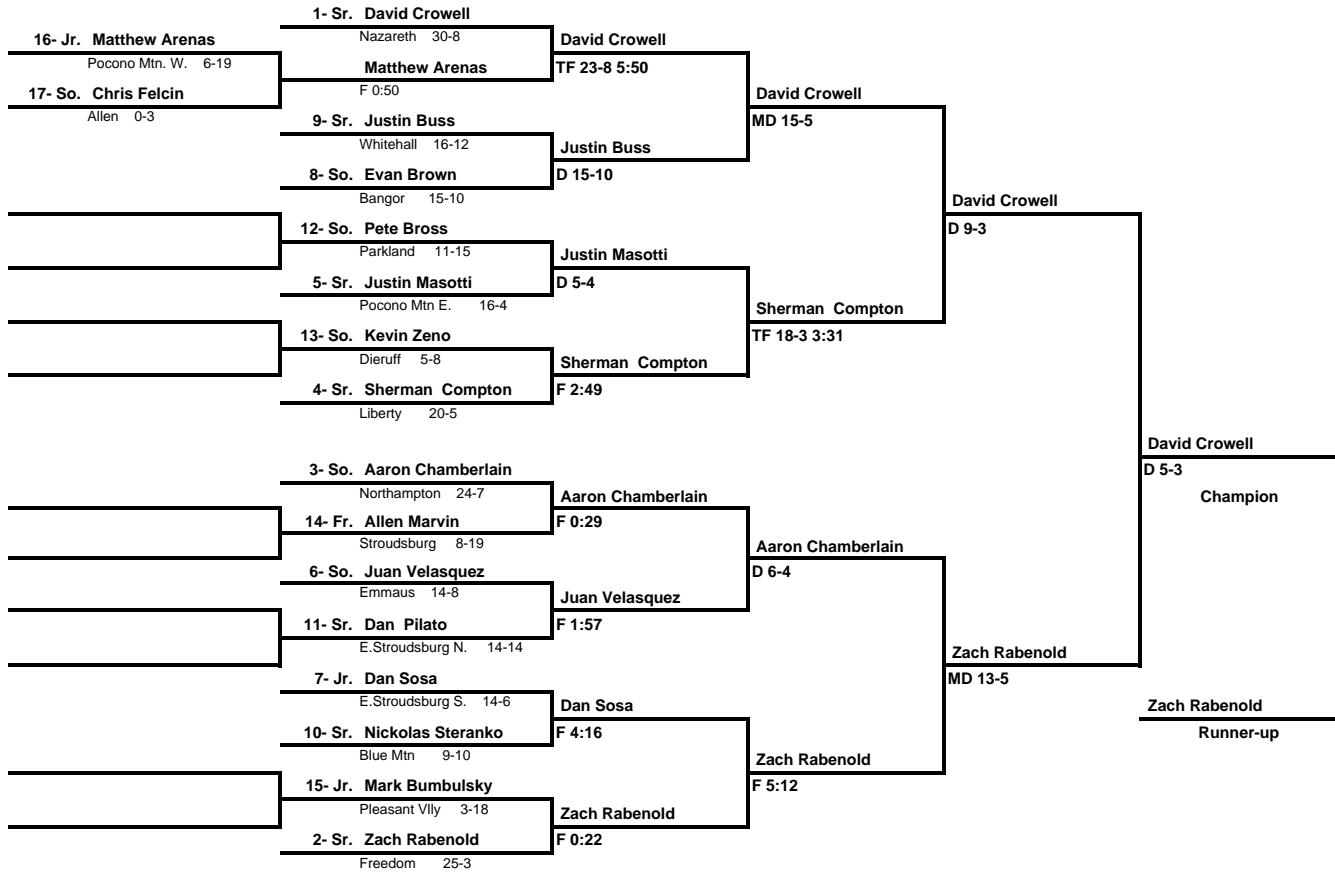 16- Jr. Matthew Arenas
Pocono Mtn. W. 6-19
17- So. Chris Felcin
Allen 0-3
1- Sr. David Crowell
Nazareth 30-8
Matthew Arenas
F 0:50
9- Sr. Justin Buss
Whitehall 16-12
8- So. Evan Brown
Bangor 15-10
12- So. Pete Bross
Parkland 11-15
5- Sr. Justin Masotti
Pocono Mtn E. 16-4
13- So. Kevin Zeno
Dieruff 5-8
4- Sr. Sherman Compton
Liberty 20-5
3- So. Aaron Chamberlain
Northampton 24-7
14- Fr. Allen Marvin
Stroudsburg 8-19
6- So. Juan Velasquez
Emmaus 14-8
11- Sr. Dan Pilato
E.Stroudsburg N. 14-14
7- Jr. Dan Sosa
E.Stroudsburg S. 14-6
10- Sr. Nickolas Steranko
Blue Mtn 9-10
15- Jr. Mark Bumbulsky
Pleasant Vlly 3-18
2- Sr. Zach Rabenold
Freedom 25-3
David Crowell
TF 23-8 5:50
Justin Buss
D 15-10
Justin Masotti
D 5-4
Sherman Compton
F 2:49
Aaron Chamberlain
F 0:29
Juan Velasquez
F 1:57
Dan Sosa
F 4:16
Zach Rabenold
F 0:22
David Crowell
MD 15-5
Sherman Compton
TF 18-3 3:31
Aaron Chamberlain
D 6-4
Zach Rabenold
F 5:12
David Crowell
D 9-3
Zach Rabenold
MD 13-5
David Crowell
D 5-3
Champion
Zach Rabenold
Runner-up